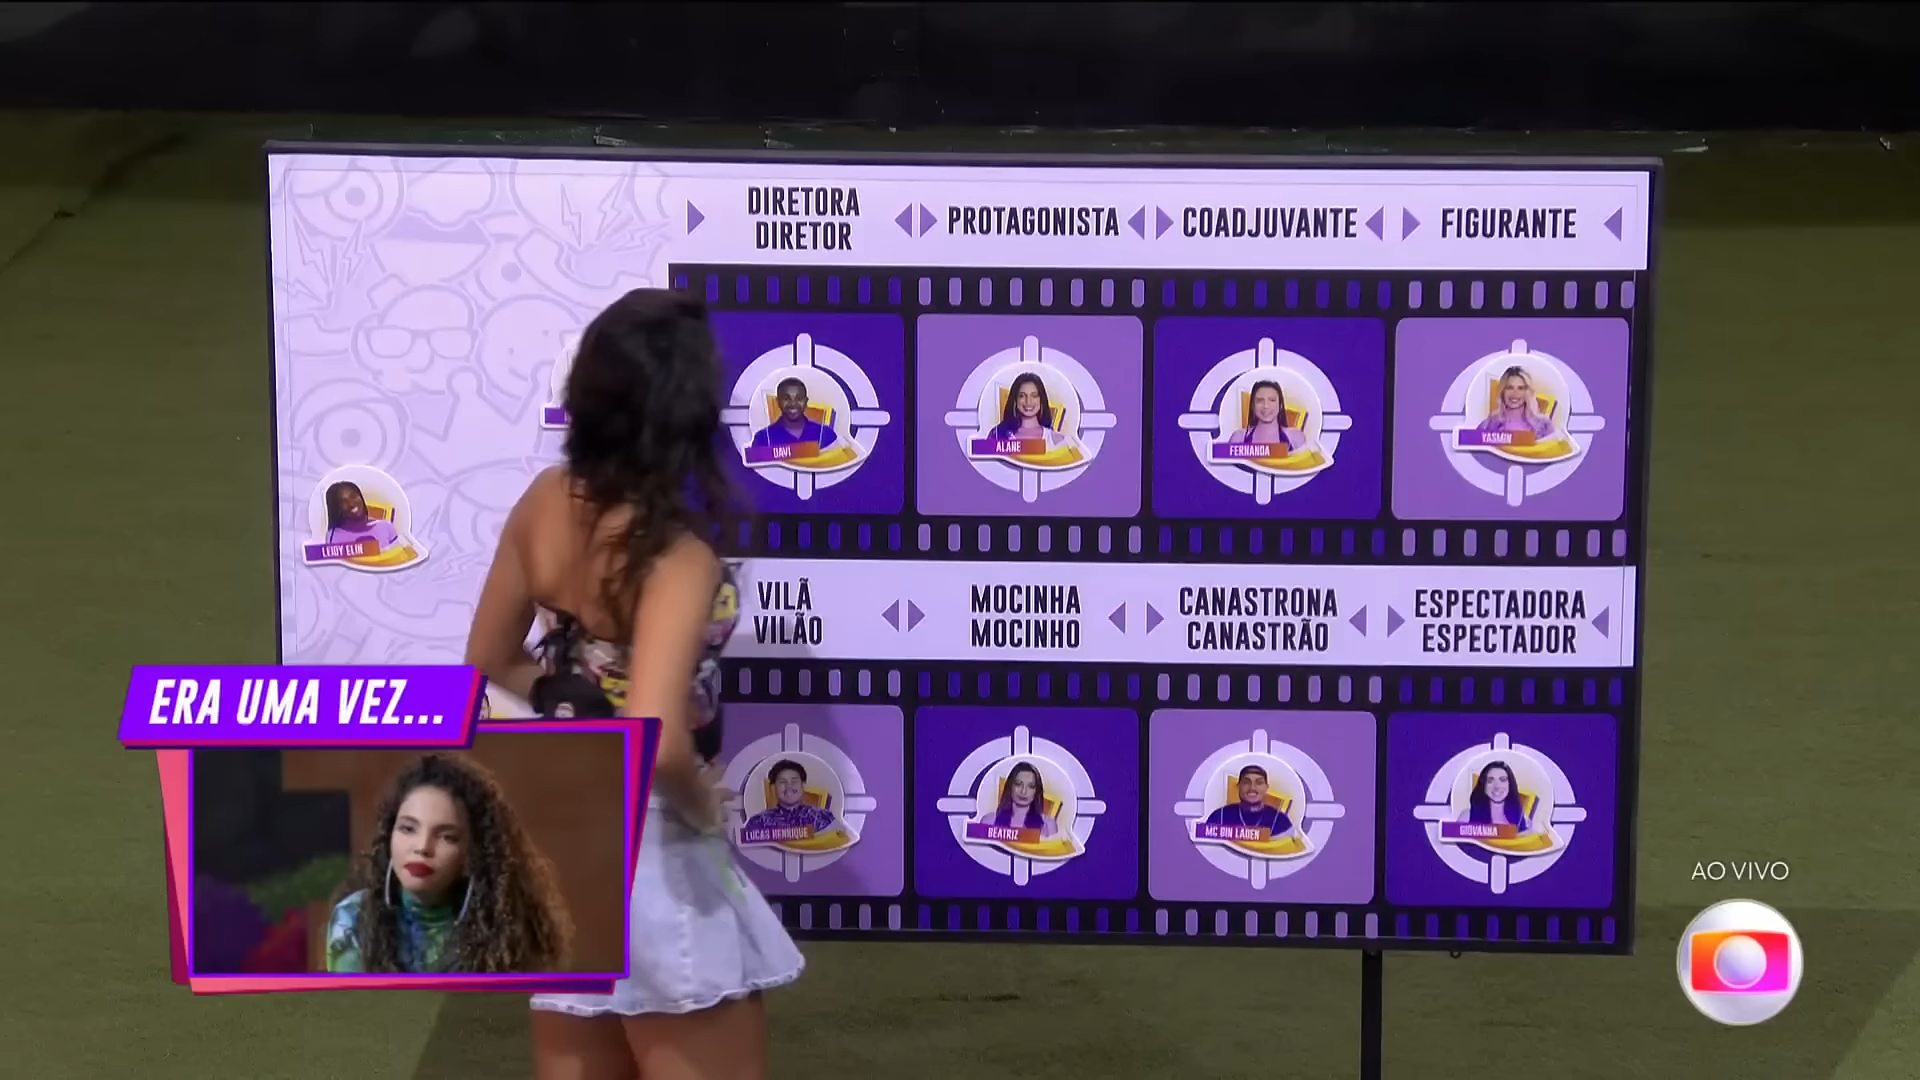 DIRETORA
DIRETOR
PROTAGONISTA
COADJUVANTE
FIGURANTE
DAVI
ALANE
FERNANDA
YASMIN
LEIDY ELIN
VILÃ
VILÃO
MOCINHA
MOCINHO
CANASTRONA
CANASTRÃO
ESPECTADORA
ESPECTADOR
LUCAS HENRIQUE
BEATRIZ
MC BIN LADEN
GIOVANNA
ERA UMA VEZ...
AO VIVO